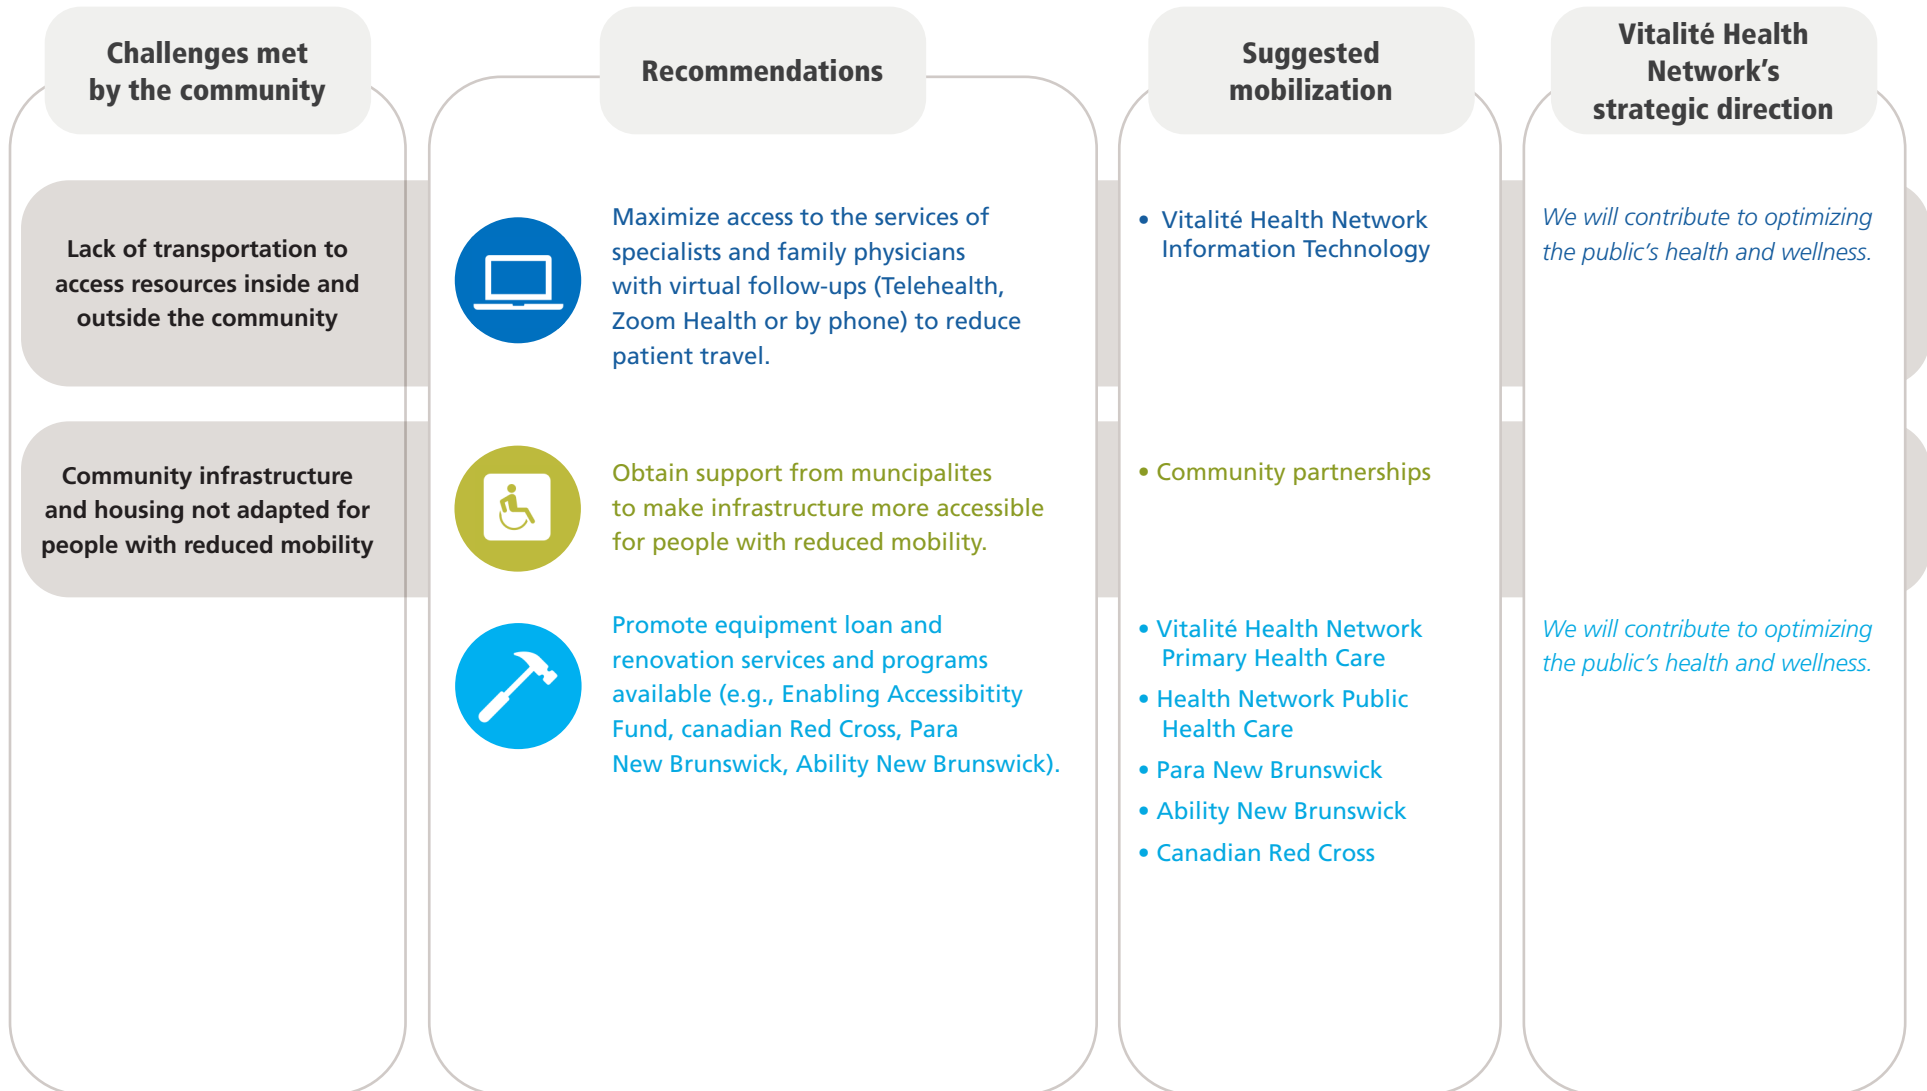 Challenges met
by the community
Recommendations
Suggested
mobilization
Vitalité Health
Network's
strategic direction
Lack of transportation to
access resources inside and
outside the community
Maximize access to the services of
specialists and family physicians
with virtual follow-ups (Telehealth,
Zoom Health or by phone) to reduce
patient travel.
• Vitalité Health Network
Information Technology
We will contribute to optimizing
the public's health and wellness.
Community infrastructure
and housing not adapted for
people with reduced mobility
Obtain support from muncipalites
to make infrastructure more accessible
for people with reduced mobility.
• Community partnerships
Promote equipment loan and
renovation services and programs
available (e.g., Enabling Accessibitity
Fund, canadian Red Cross, Para
New Brunswick, Ability New Brunswick).
• Vitalité Health Network
Primary Health Care
• Health Network Public
Health Care
• Para New Brunswick
• Ability New Brunswick
• Canadian Red Cross
We will contribute to optimizing
the public's health and wellness.